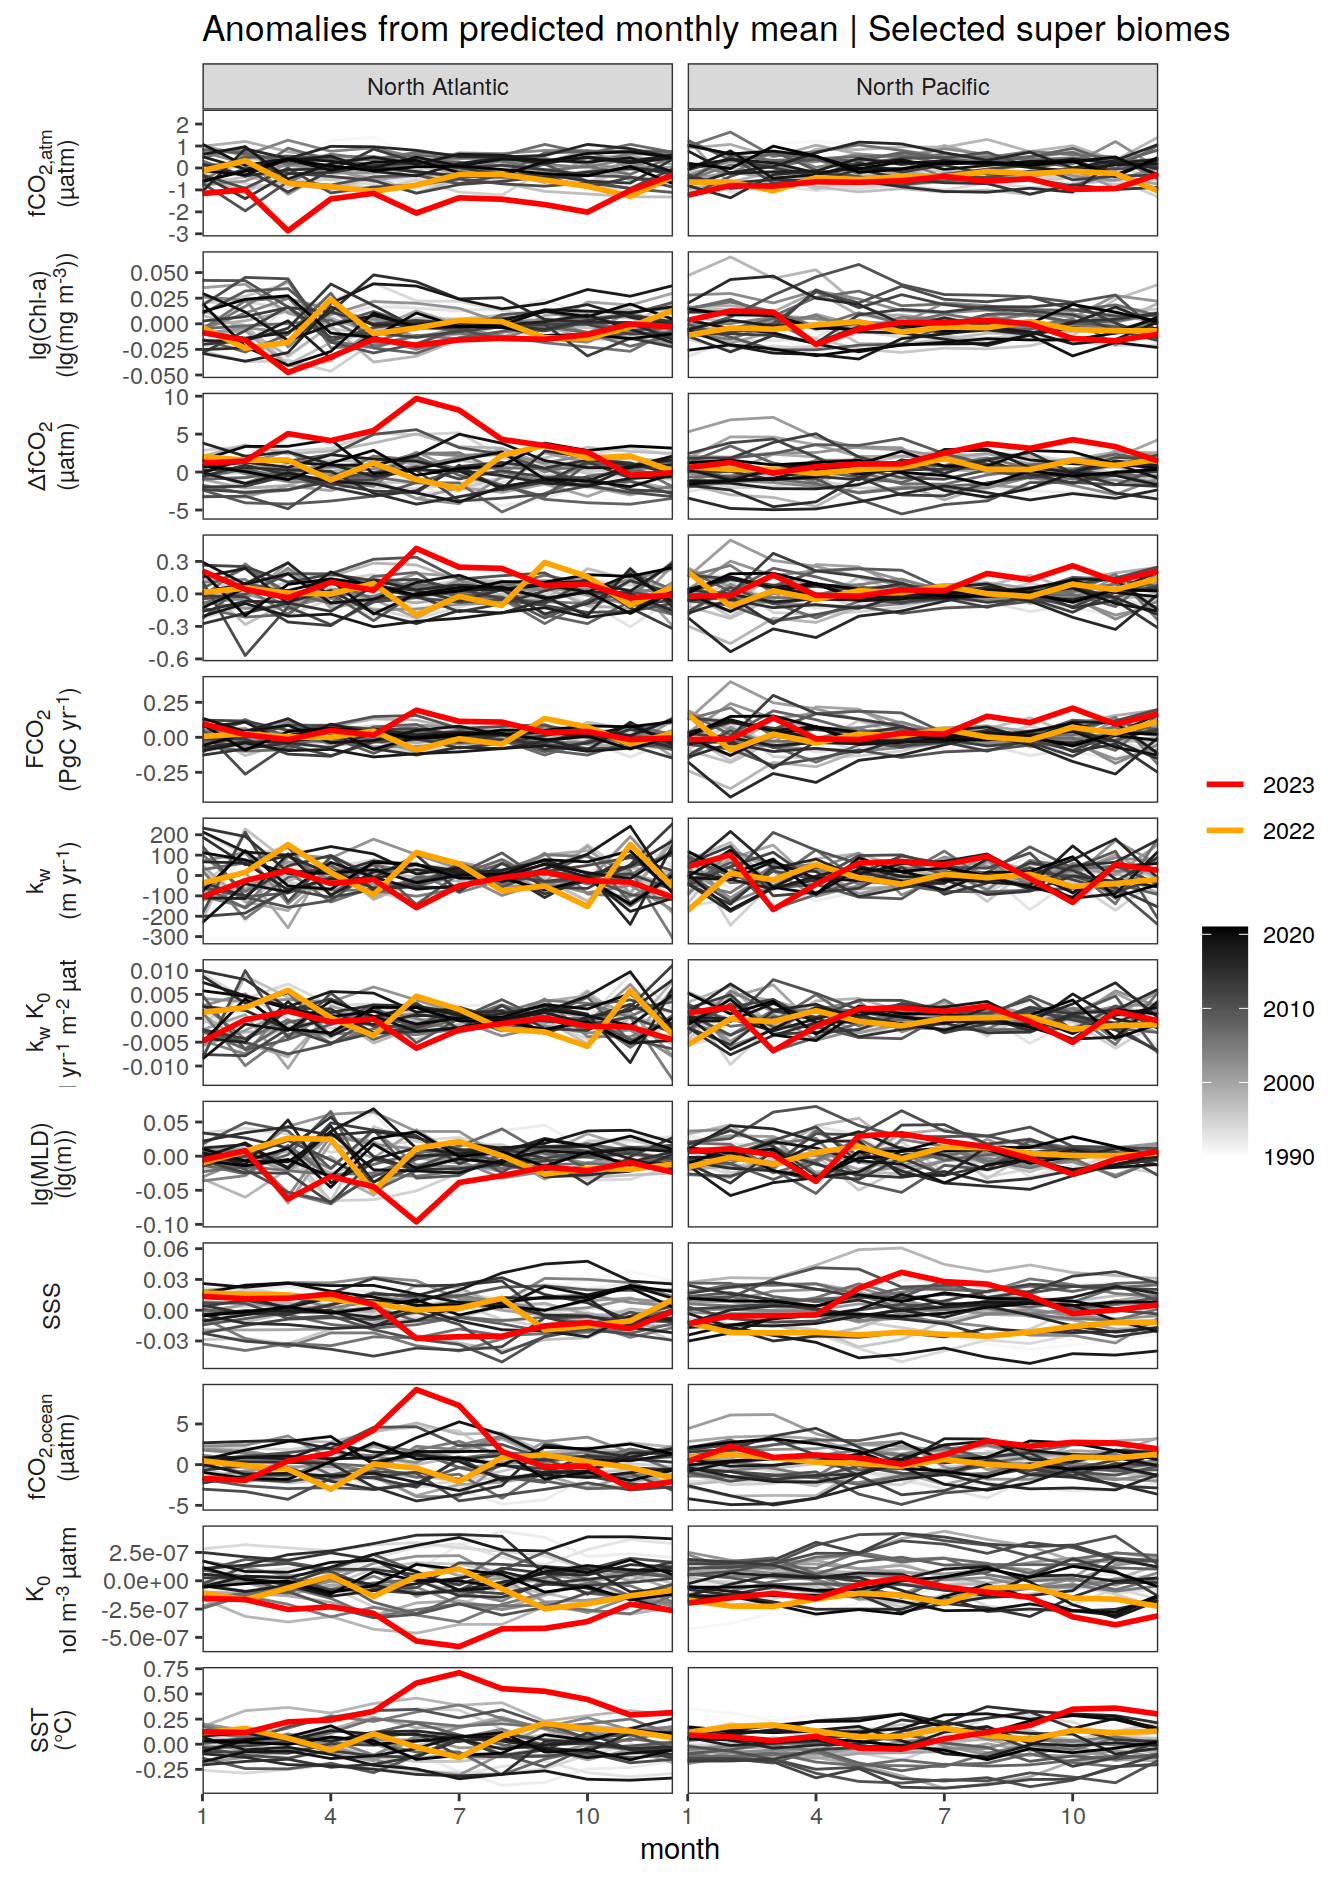 Anomalies from predicted monthly mean | Selected super biomes
North Atlantic North Pacific
fCO2,atm
(µatm)
2
1
0
-1
-2
-3
lg(Chl-a)
(lg(mg m-3))
0.050
0.025
0.000
-0.025
-0.050
ΔfCO2
(µatm)
10
5
0
-5
0.3
0.0
-0.3
-0.6
FCO2
(PgC yr-1)
0.25
0.00
-0.25
kw
(m yr-1)
200
100
0
-100
-200
-300
kw K0
yr-1 m-2 µat
0.010
0.005
0.000
-0.005
-0.010
lg(MLD)
(lg(m))
0.05
0.00
-0.05
-0.10
SSS
0.06
0.03
0.00
-0.03
fCO2,ocean
(µatm)
5
0
-5
K0
nol m-3 µatm
2.5e-07
0.0e+00
-2.5e-07
-5.0e-07
SST
(°C)
0.75
0.50
0.25
0.00
-0.25
1 4 7 10 1 4 7 10
month
2023
2022
2020
2010
2000
1990